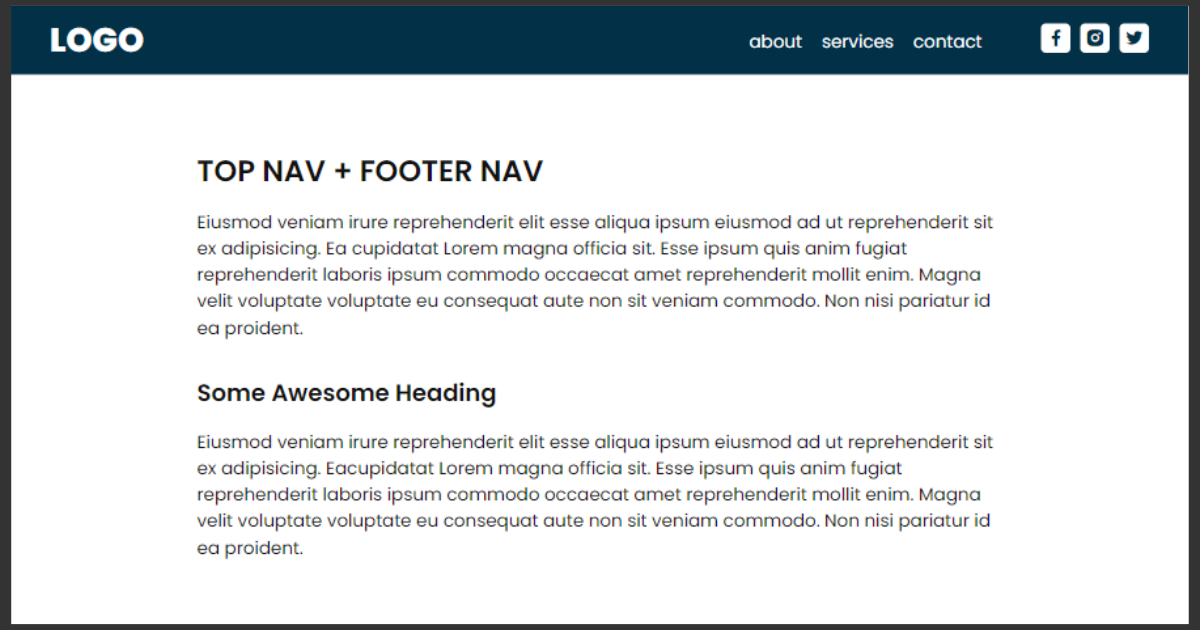 LOGO
about services contact
TOP NAV + FOOTER NAV
Eiusmod veniam irure reprehenderit elit esse aliqua ipsum eiusmod ad ut reprehenderit sit
ex adipisicing. Ea cupidatat Lorem magna officia sit. Esse ipsum quis anim fugiat
reprehenderit laboris ipsum commodo occaecat amet reprehenderit mollit enim. Magna
velit voluptate voluptate eu consequat aute non sit veniam commodo. Non nisi pariatur id
ea proident.
Some Awesome Heading
Eiusmod veniam irure reprehenderit elit esse aliqua ipsum eiusmod ad ut reprehenderit sit
ex adipisicing. Eacupidatat Lorem magna officia sit. Esse ipsum quis anim fugiat
reprehenderit laboris ipsum commodo occaecat amet reprehenderit mollit enim. Magna
velit voluptate voluptate eu consequat aute non sit veniam commodo. Non nisi pariatur id
ea proident.